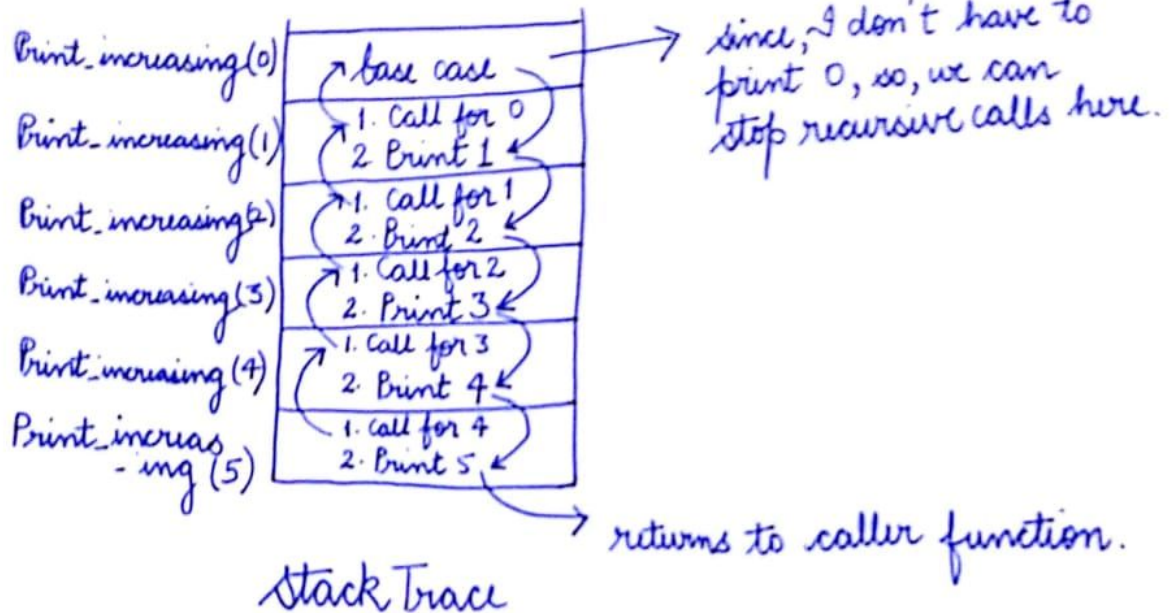 Print_increasing(0)
base case
since, I don't have to
print 0, so, we can
stop recursive calls here.
Print_increasing(1)
1. Call for 0
2 Print 1
Print_increasing(2)
1. Call for 1
2. Print 2
Print_increasing(3)
1. Call for 2
2. Print 3
Print_increasing(4)
1. Call for 3
2. Print 4
Print_increas
-ing (5)
1. Call for 4
2. Print 5
returns to caller function.
Stack Trace